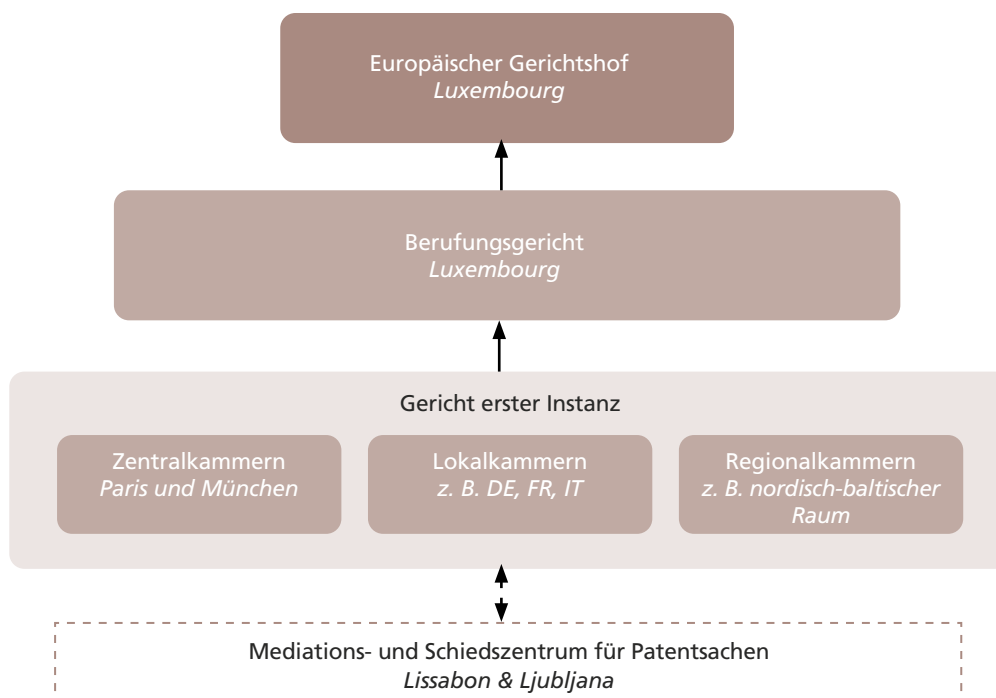 Europäischer Gerichtshof
Luxembourg
Berufungsgericht
Luxembourg
Gericht erster Instanz
Zentralkammern
Paris und München
Lokalkammern
z. B. DE, FR, IT
Regionalkammern
z. B. nordisch-baltischer
Raum
Mediations- und Schiedszentrum für Patentsachen
Lissabon & Ljubljana